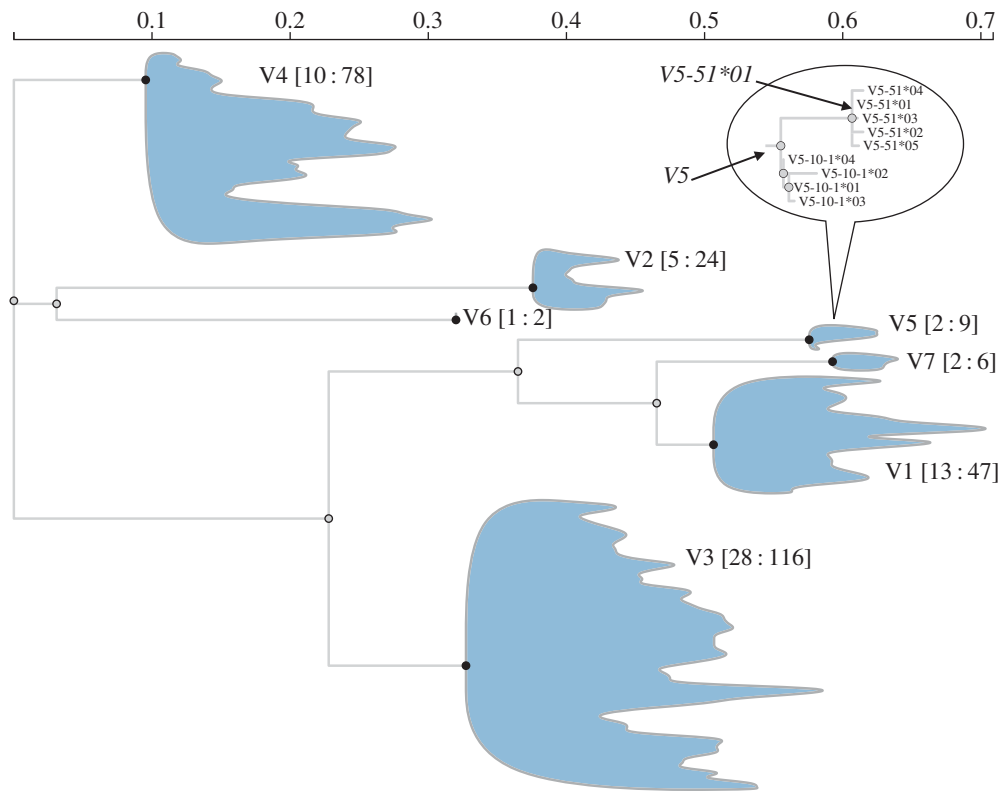 0.1 0.2 0.3 0.4 0.5 0.6 0.7
V4 [10 : 78]
V5-51*01
V5-51*04
V5-51*01
V5-51*03
V5-51*02
V5-51*05
V5
V5-10-1*04
V5-10-1*02
V5-10-1*01
V5-10-1*03
V2 [5 : 24]
V6 [1 : 2]
V5 [2 : 9]
V7 [2 : 6]
V1 [13 : 47]
V3 [28 : 116]